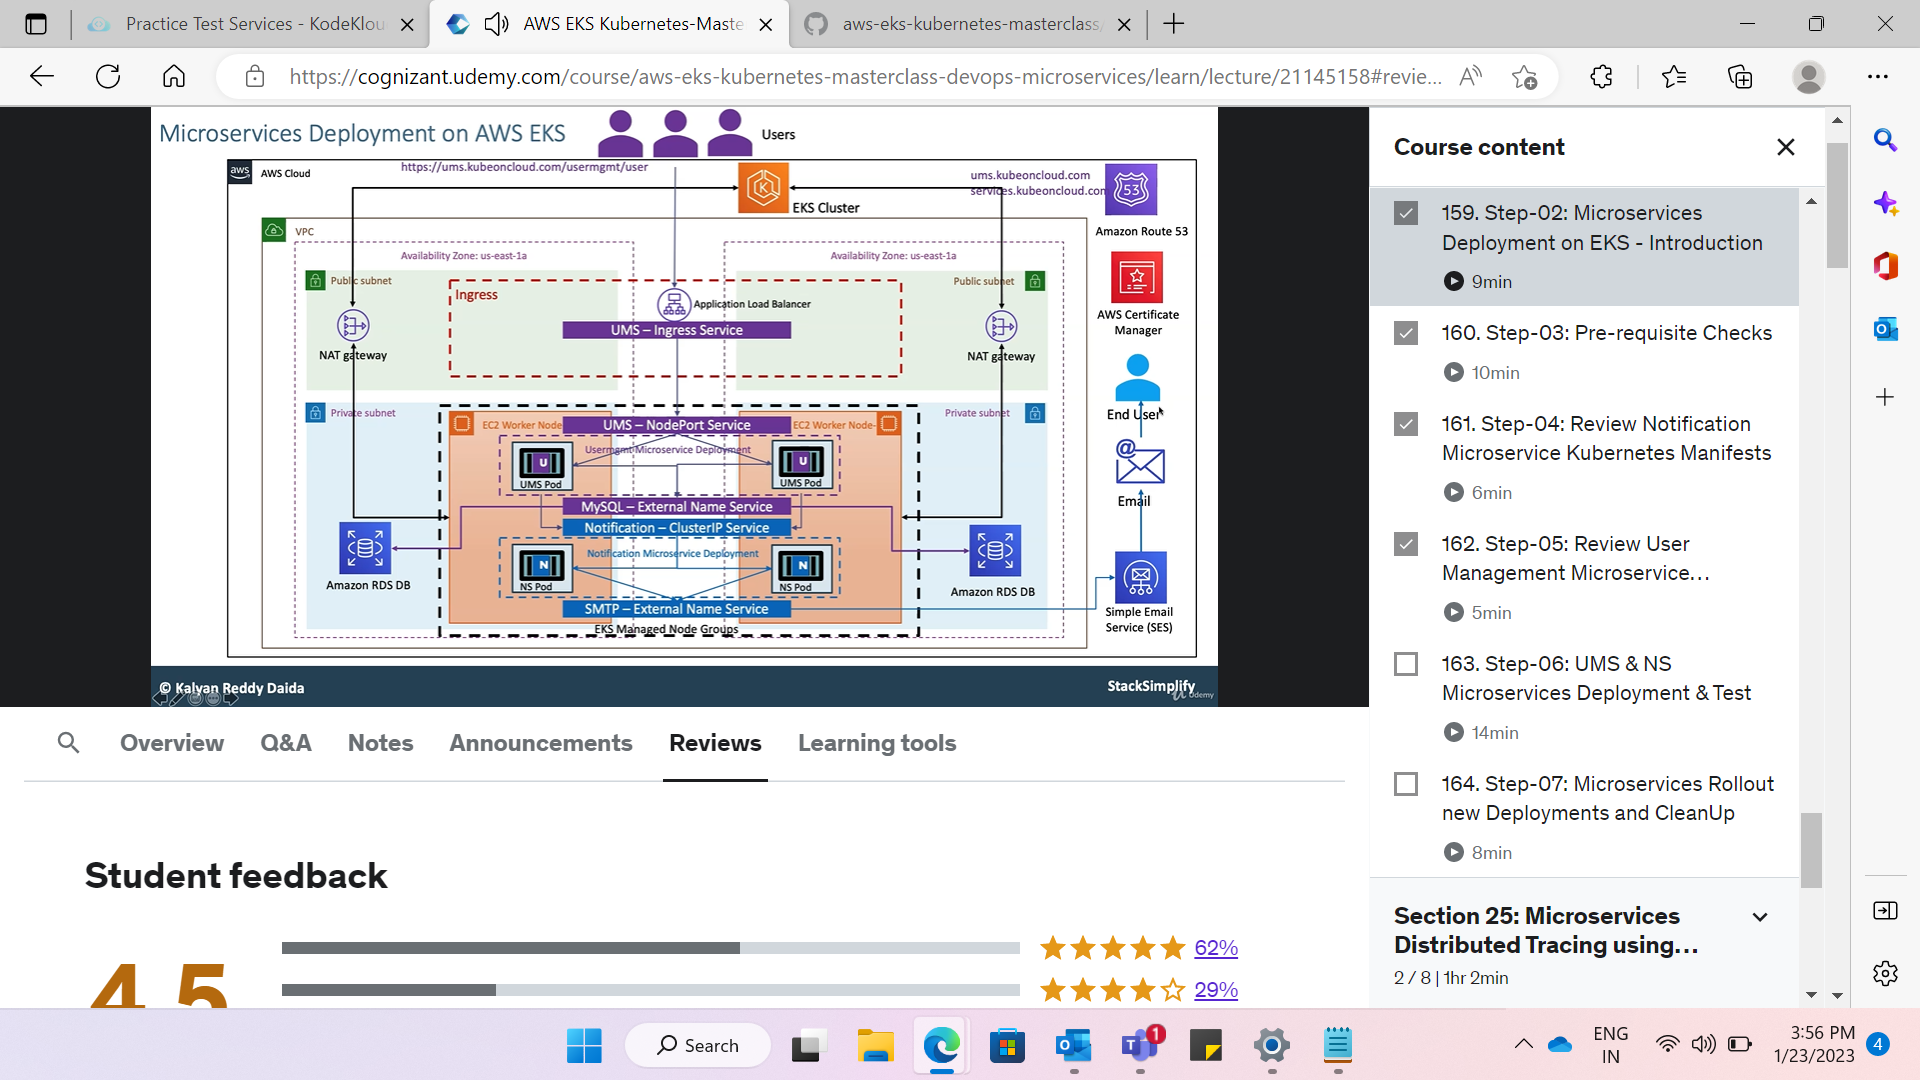 Practice Test Services - KodeKlou
AWS EKS Kubernetes-Maste
aws-eks-kubernetes-masterclass
https://cognizant.udemy.com/course/aws-eks-kubernetes-masterclass-devops-microservices/learn/lecture/21145158#revie...
Microservices Deployment on AWS EKS
Users
aws
AWS Cloud
https://ums.kubeoncloud.com/usermgmt/user
EKS Cluster
ums.kubeoncloud.com
services.kubeoncloud.com
53
Amazon Route 53
VPC
Availability Zone: us-east-1a
Availability Zone: us-east-1a
Public subnet
Public subnet
Ingress
Application Load Balancer
UMS – Ingress Service
NAT gateway
NAT gateway
AWS Certificate
Manager
End User
Private subnet
Private subnet
EC2 Worker Node
UMS – NodePort Service
EC2 Worker Node-
Usermgmt Microservice Deployment
U
UMS Pod
U
UMS Pod
MySQL – External Name Service
Notification – ClusterIP Service
Notification Microservice Deployment
N
NS Pod
N
NS Pod
SMTP – External Name Service
EKS Managed Node Groups
Amazon RDS DB
Amazon RDS DB
Email
Simple Email
Service (SES)
© Kalyan Reddy Daida
StackSimplify
Udemy
Course content
159. Step-02: Microservices
Deployment on EKS - Introduction
9min
160. Step-03: Pre-requisite Checks
10min
161. Step-04: Review Notification
Microservice Kubernetes Manifests
6min
162. Step-05: Review User
Management Microservice...
5min
163. Step-06: UMS & NS
Microservices Deployment & Test
14min
164. Step-07: Microservices Rollout
new Deployments and CleanUp
8min
Section 25: Microservices
Distributed Tracing using...
2 / 8 | 1hr 2min
Overview
Q&A
Notes
Announcements
Reviews
Learning tools
Student feedback
4.5
62%
29%
Search
1
ENG
IN
3:56 PM
1/23/2023
4